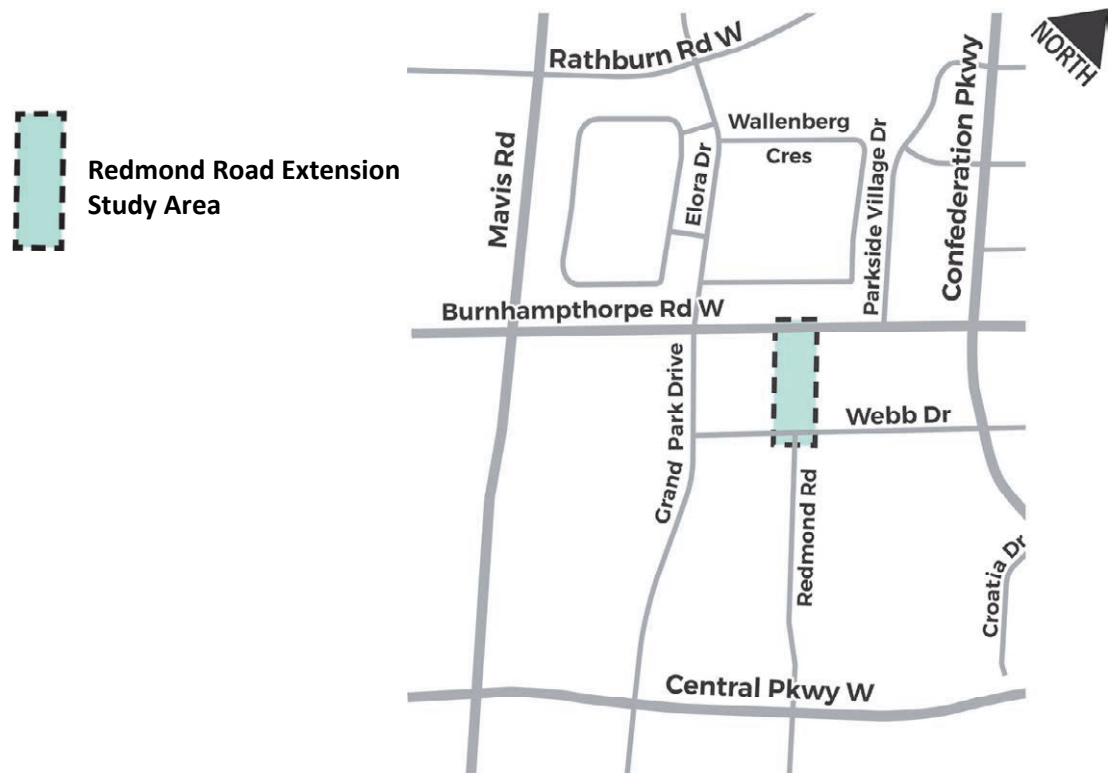 Redmond Road Extension
Study Area
Rathburn Rd W
Mavis Rd
Wallenberg
Cres
Elora Dr
Parkside Village Dr
Confederation Pkwy
NORTH
Burnhampthorpe Rd W
Grand Park Drive
Webb Dr
Redmond Rd
Croatia Dr
Central Pkwy W